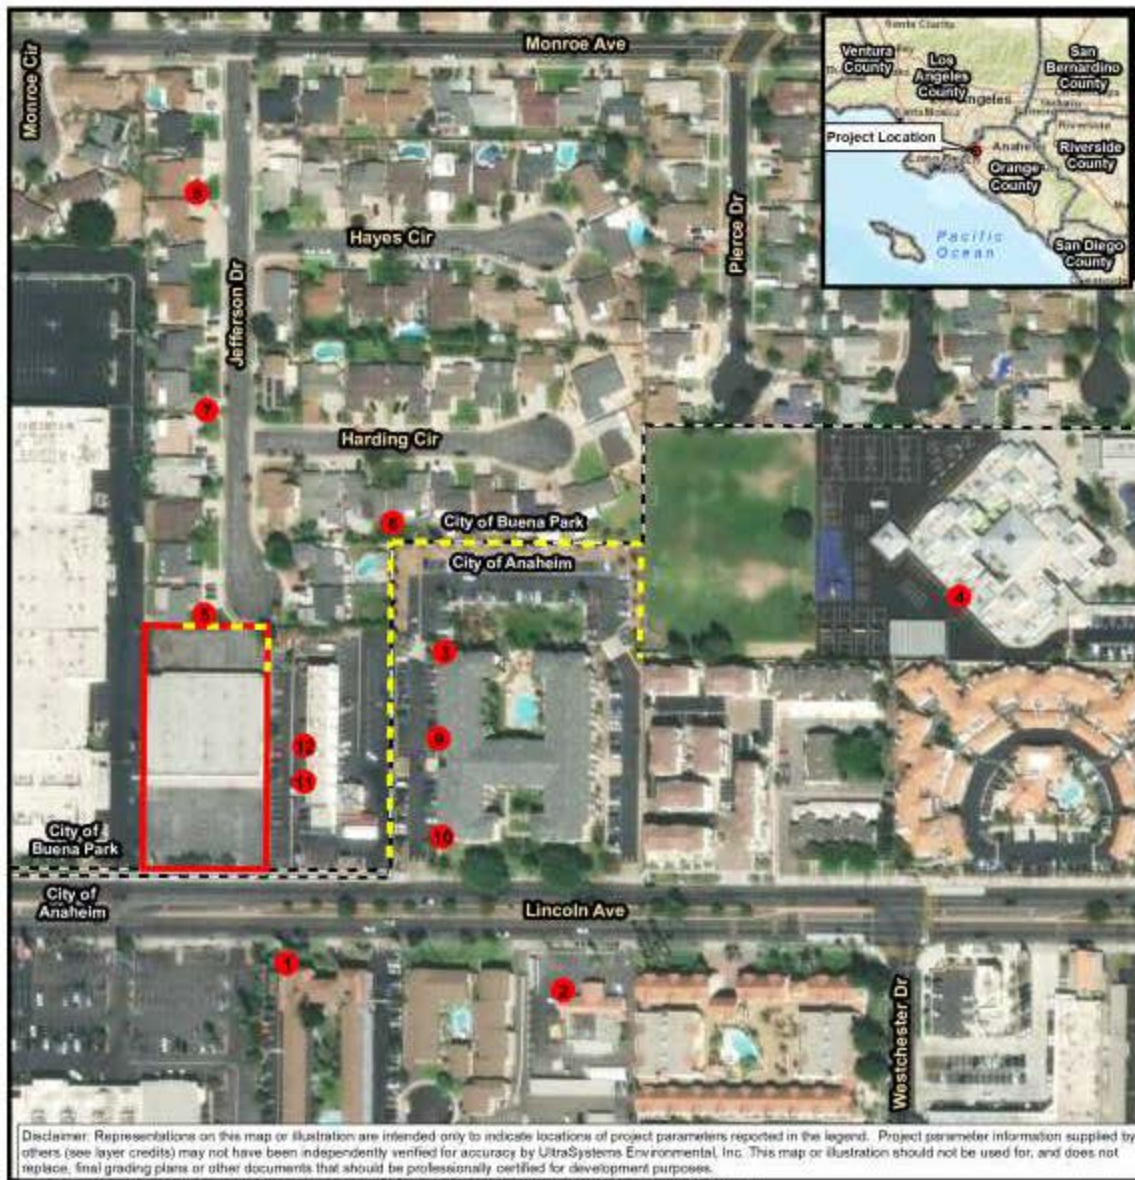 Monroe Cir
Monroe Ave
Ventura
County
Los
Angeles
County
San
Bernardino
County
Project Location
Riverside
County
Orange
County
Pacific
Ocean
San Diego
County
Hayes Cir
Pierce Dr
Jefferson Dr
7
Harding Cir
6
City of Buena Park
City of Anaheim
4
5
3
9
12
11
10
City of
Buena Park
City of
Anaheim
Lincoln Ave
1
2
Westchester Dr
Disclaimer: Representations on this map or illustration are intended only to indicate locations of project parameters reported in the legend. Project parameter information supplied by
others (see layer credits) may not have been independently verified for accuracy by UltraSystems Environmental, Inc. This map or illustration should not be used for, and does not
replace, final grading plans or other documents that should be professionally certified for development purposes.